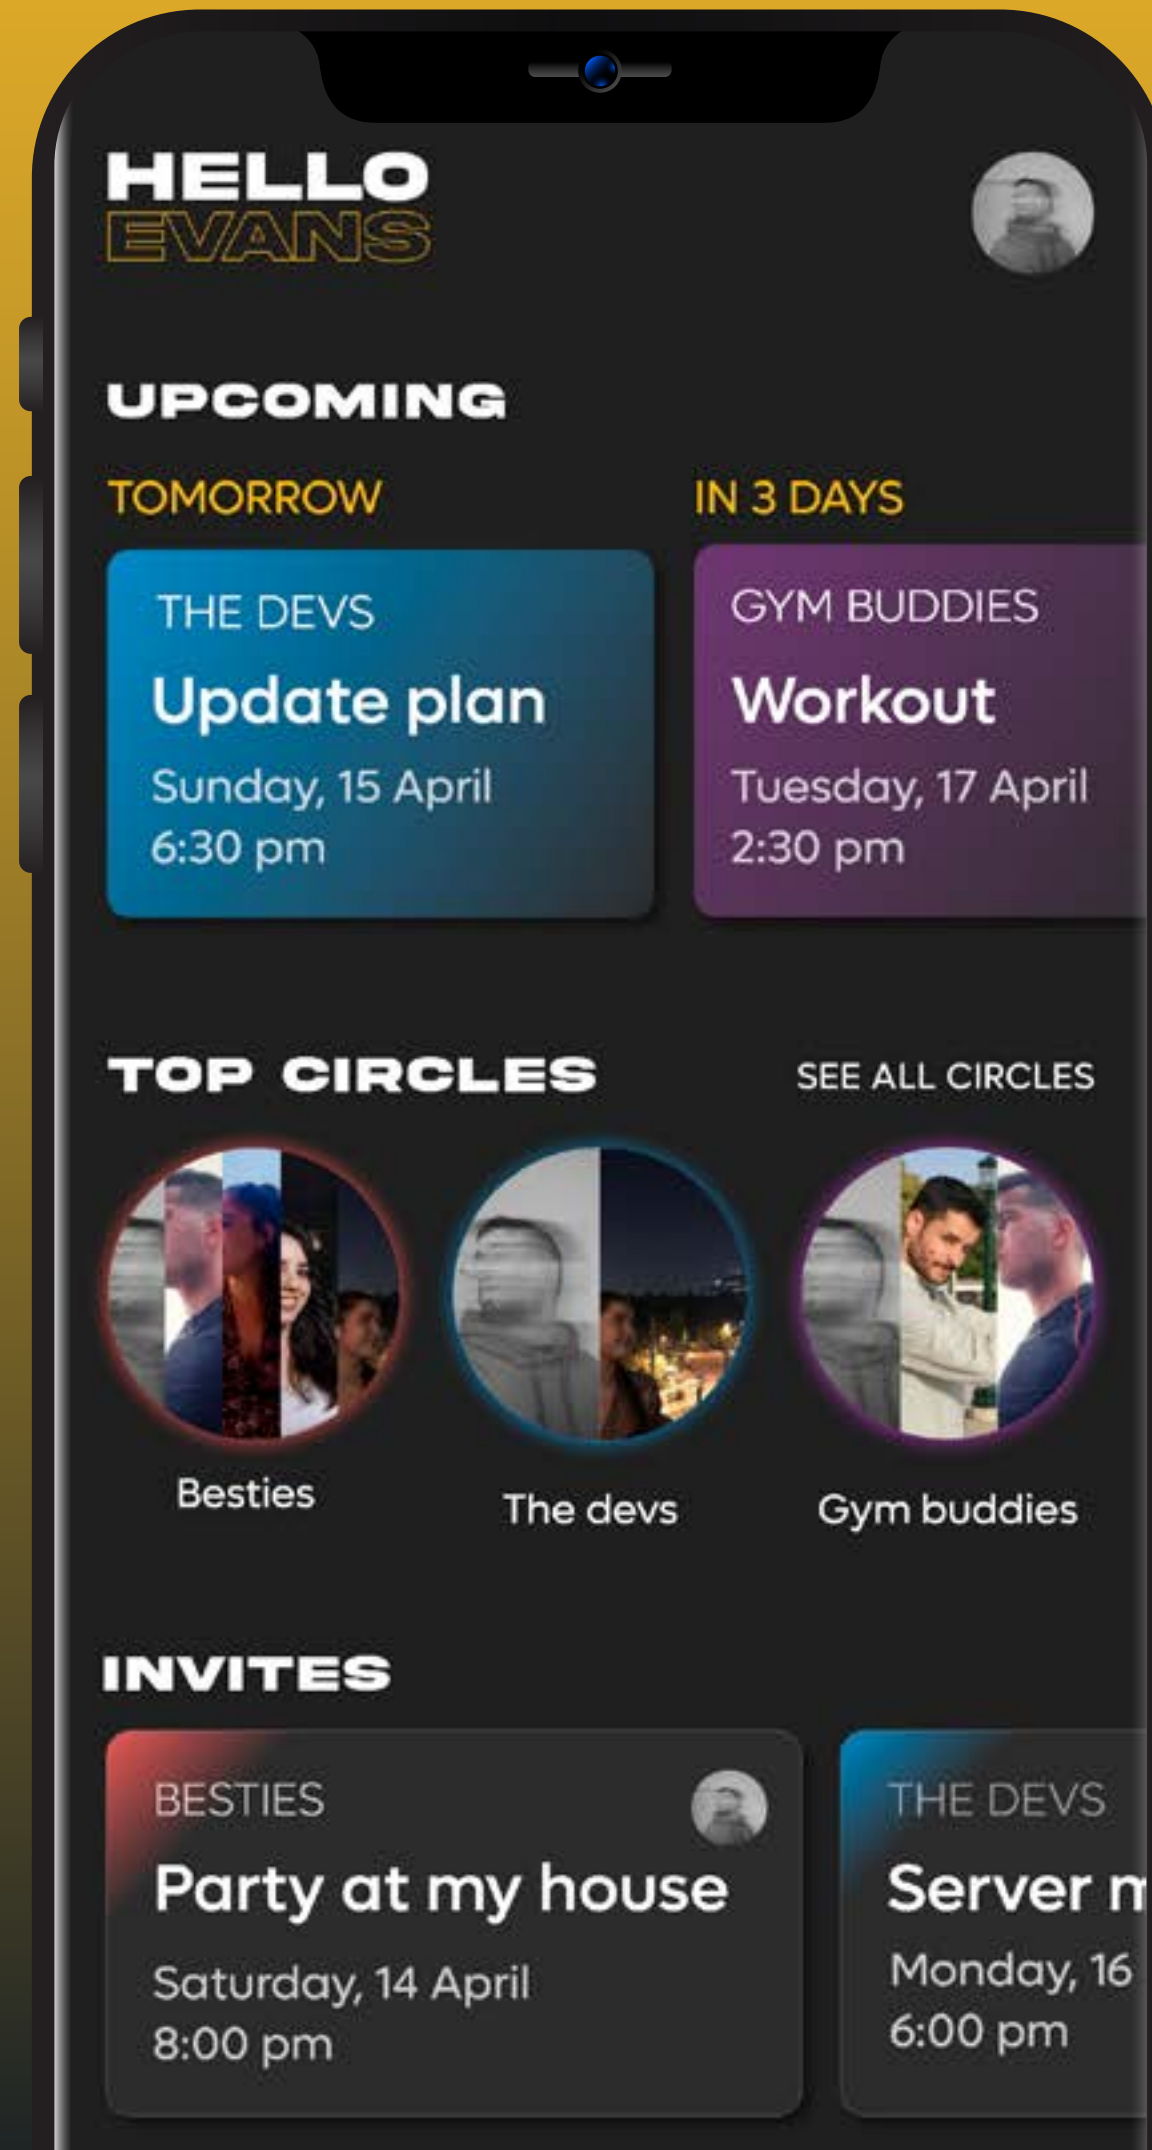 HELLO
EVANS
UPCOMING
TOMORROW
THE DEVS
Update plan
Sunday, 15 April
6:30 pm
IN 3 DAYS
GYM BUDDIES
Workout
Tuesday, 17 April
2:30 pm
TOP CIRCLES
SEE ALL CIRCLES
Besties
The devs
Gym buddies
INVITES
BESTIES
Party at my house
Saturday, 14 April
8:00 pm
THE DEVS
Server
Monday, 16
6:00 pm